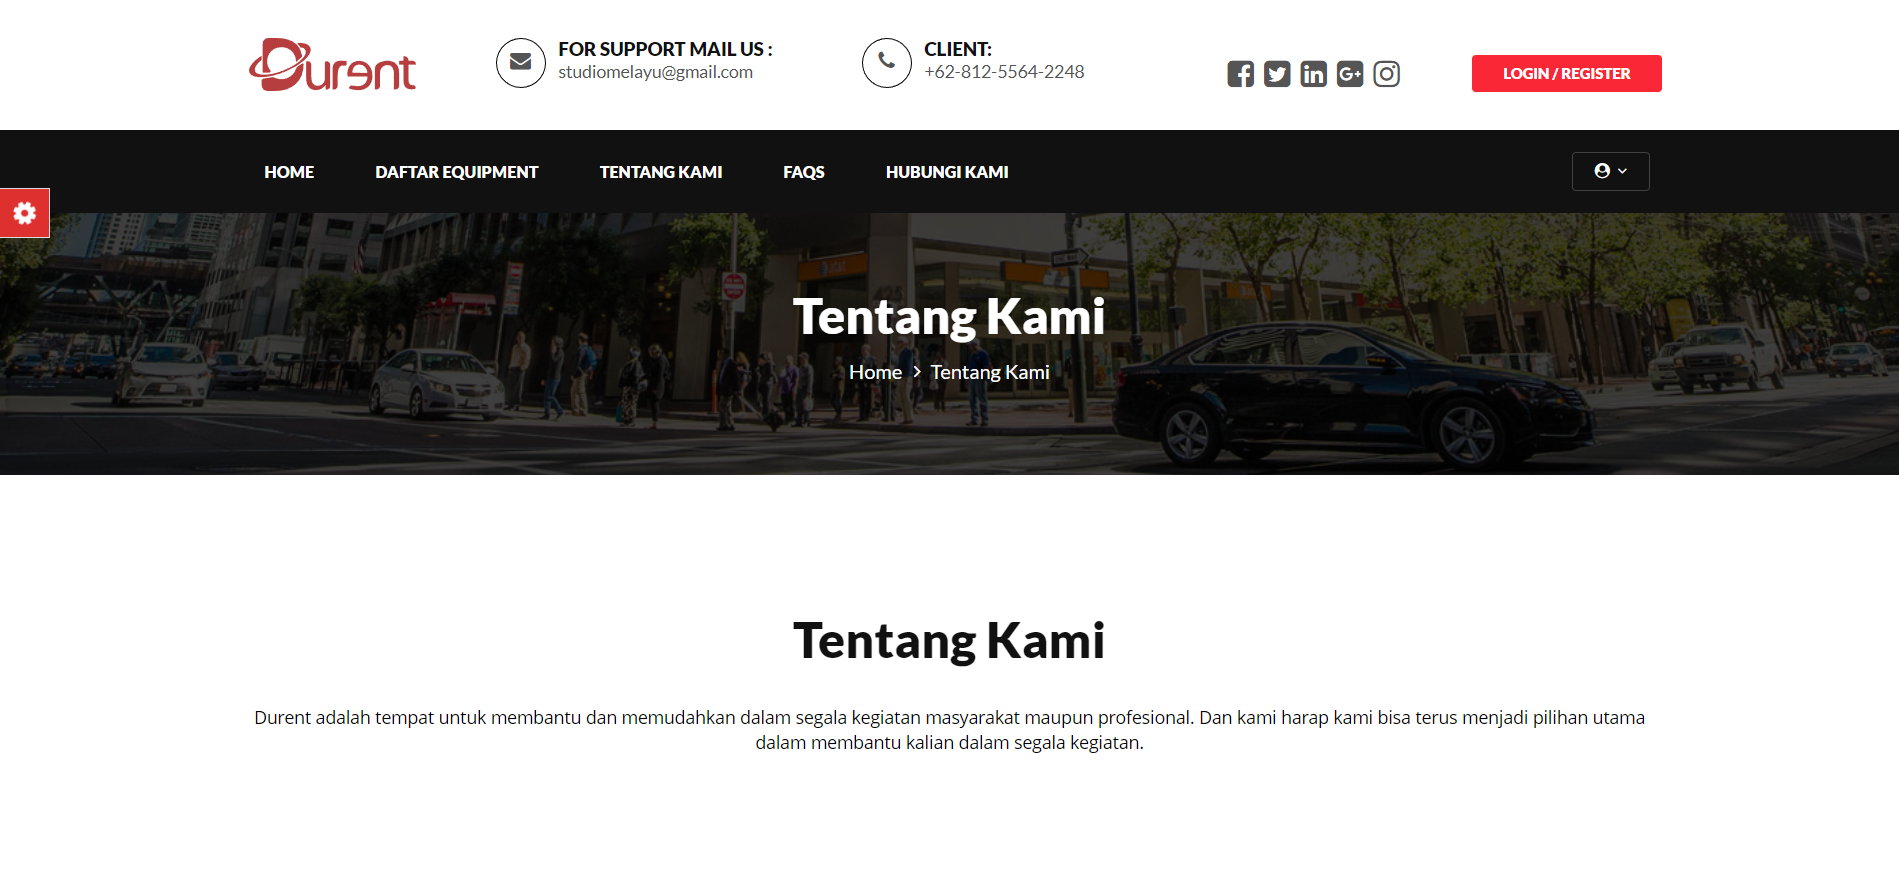 Durent
FOR SUPPORT MAIL US :
studiomelayu@gmail.com
CLIENT:
+62-812-5564-2248
LOGIN / REGISTER
HOME
DAFTAR EQUIPMENT
TENTANG KAMI
FAQS
HUBUNGI KAMI
Tentang Kami
Home > Tentang Kami
Tentang Kami
Durent adalah tempat untuk membantu dan memudahkan dalam segala kegiatan masyarakat maupun profesional. Dan kami harap kami bisa terus menjadi pilihan utama
dalam membantu kalian dalam segala kegiatan.